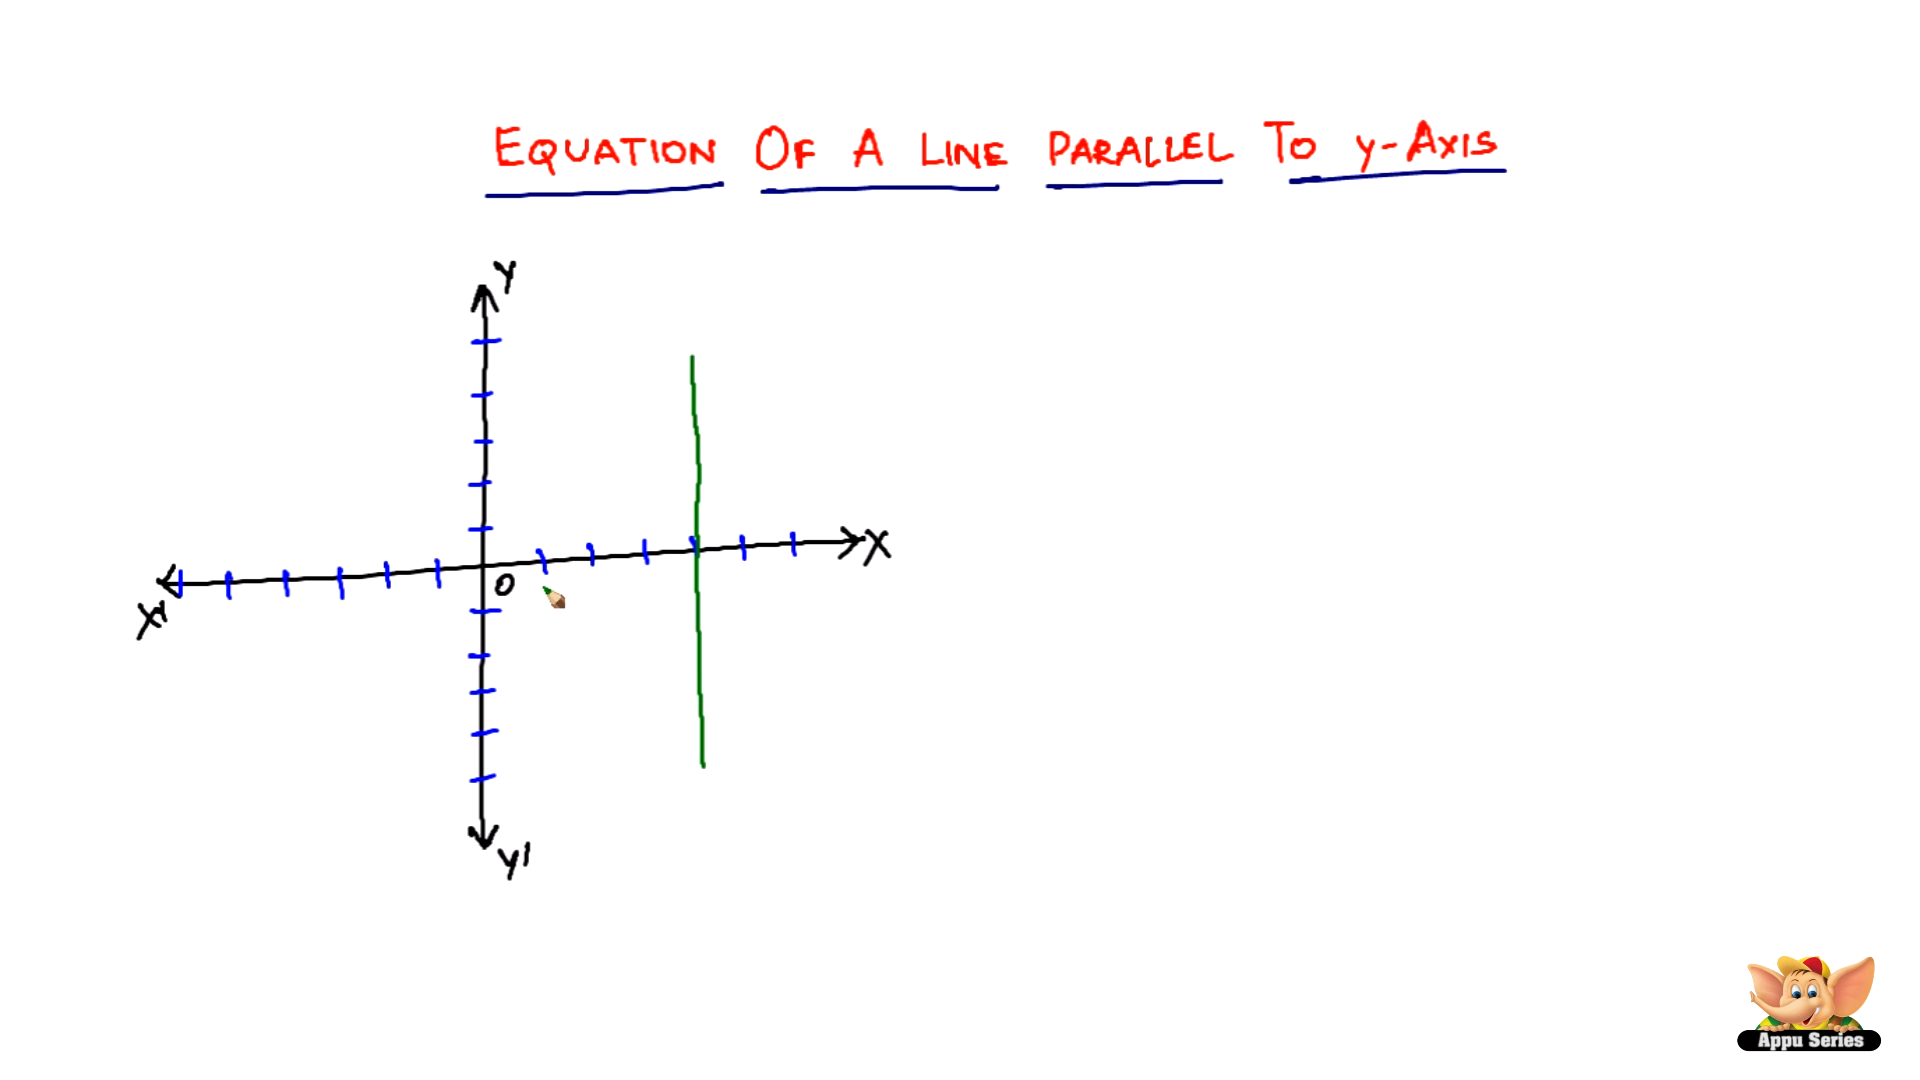 EQUATION OF A LINE PARALLEL TO y-AXIS
Y
X
O
X'
Y'
Appu Series